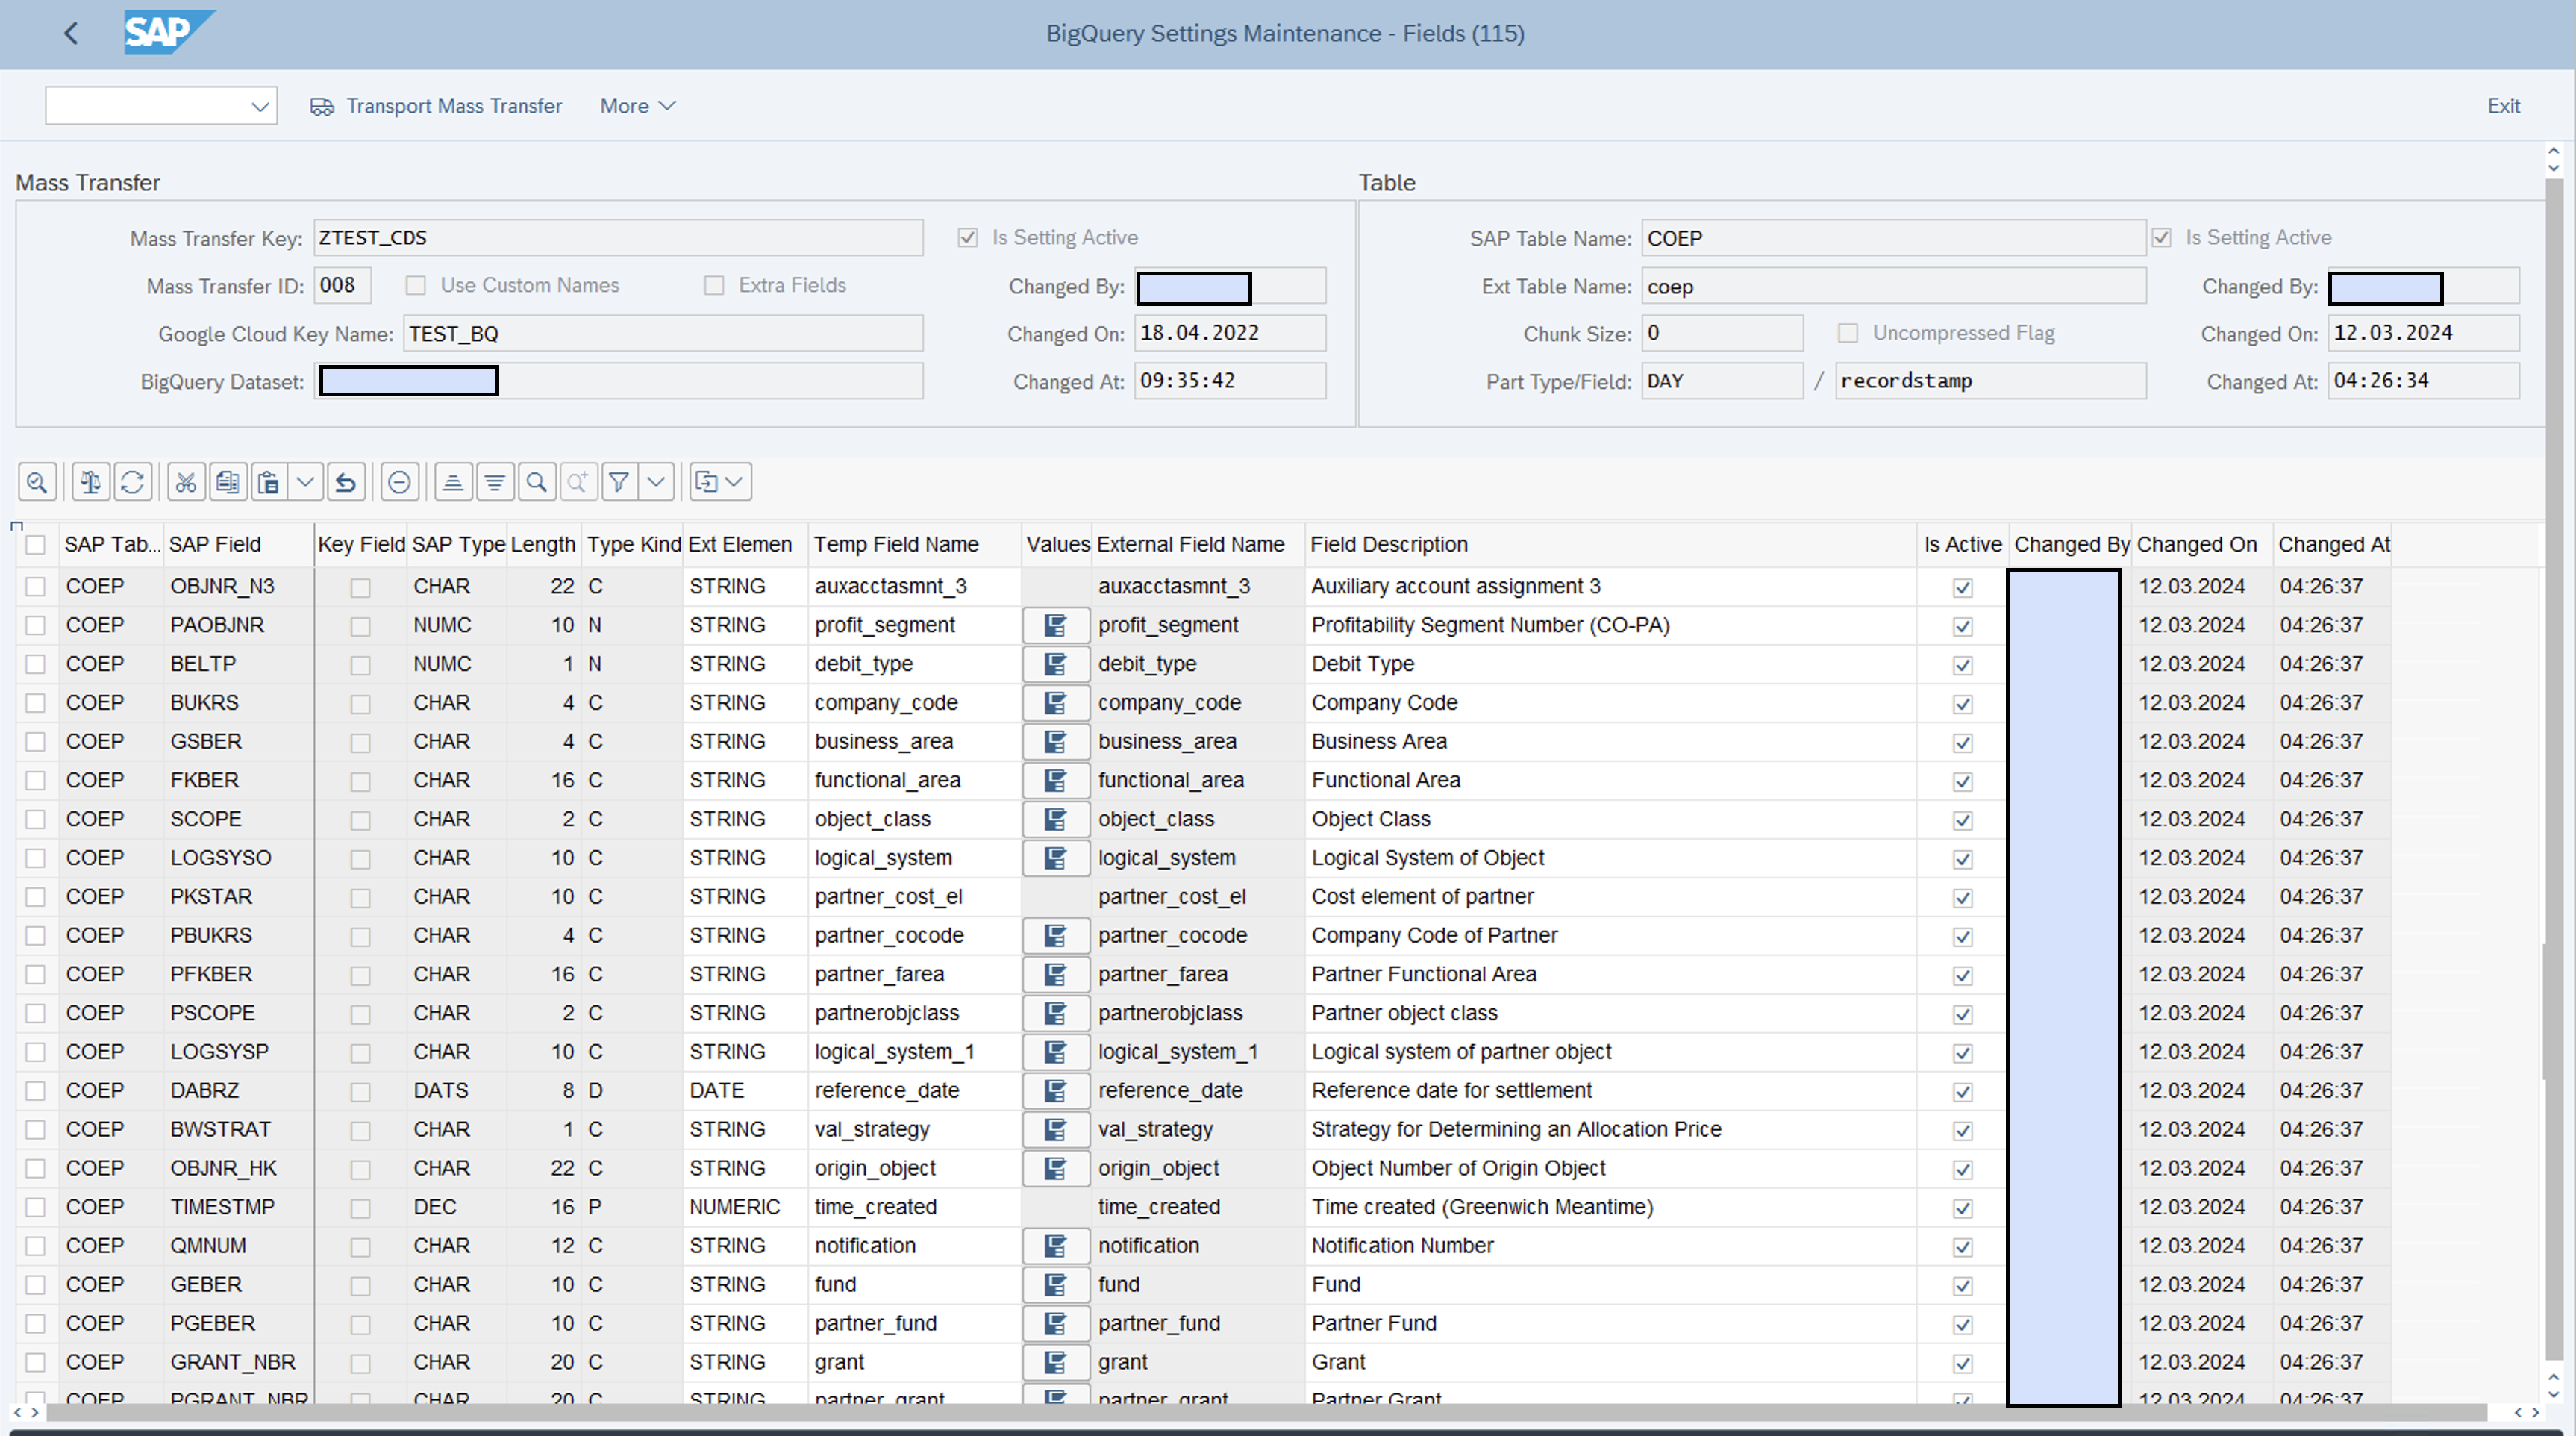 SAP
BigQuery Settings Maintenance - Fields (115)
Transport Mass Transfer More Exit
Mass Transfer
Mass Transfer Key: ZTEST_CDS Is Setting Active
Mass Transfer ID: 008 Use Custom Names Extra Fields Changed By:
Google Cloud Key Name: TEST_BQ Changed On: 18.04.2022
BigQuery Dataset: Changed At: 09:35:42
Table
SAP Table Name: COEP Is Setting Active
Ext Table Name: coep Changed By:
Chunk Size: 0 Uncompressed Flag Changed On: 12.03.2024
Part Type/Field: DAY / recordstamp Changed At: 04:26:34
SAP Tab... SAP Field Key Field SAP Type Length Type Kind Ext Elemen Temp Field Name Values External Field Name Field Description Is Active Changed By Changed On Changed At
COEP OBJNR_N3 CHAR 22 C STRING auxacctasmnt_3 auxacctasmnt_3 Auxiliary account assignment 3 12.03.2024 04:26:37
COEP PAOBJNR NUMC 10 N STRING profit_segment profit_segment Profitability Segment Number (CO-PA) 12.03.2024 04:26:37
COEP BELTP NUMC 1 N STRING debit_type debit_type Debit Type 12.03.2024 04:26:37
COEP BUKRS CHAR 4 C STRING company_code company_code Company Code 12.03.2024 04:26:37
COEP GSBER CHAR 4 C STRING business_area business_area Business Area 12.03.2024 04:26:37
COEP FKBER CHAR 16 C STRING functional_area functional_area Functional Area 12.03.2024 04:26:37
COEP SCOPE CHAR 2 C STRING object_class object_class Object Class 12.03.2024 04:26:37
COEP LOGSYSO CHAR 10 C STRING logical_system logical_system Logical System of Object 12.03.2024 04:26:37
COEP PKSTAR CHAR 10 C STRING partner_cost_el partner_cost_el Cost element of partner 12.03.2024 04:26:37
COEP PBUKRS CHAR 4 C STRING partner_cocode partner_cocode Company Code of Partner 12.03.2024 04:26:37
COEP PFKBER CHAR 16 C STRING partner_farea partner_farea Partner Functional Area 12.03.2024 04:26:37
COEP PSCOPE CHAR 2 C STRING partnerobjclass partnerobjclass Partner object class 12.03.2024 04:26:37
COEP LOGSYSP CHAR 10 C STRING logical_system_1 logical_system_1 Logical system of partner object 12.03.2024 04:26:37
COEP DABRZ DATS 8 D DATE reference_date reference_date Reference date for settlement 12.03.2024 04:26:37
COEP BWSTRAT CHAR 1 C STRING val_strategy val_strategy Strategy for Determining an Allocation Price 12.03.2024 04:26:37
COEP OBJNR_HK CHAR 22 C STRING origin_object origin_object Object Number of Origin Object 12.03.2024 04:26:37
COEP TIMESTMP DEC 16 P NUMERIC time_created time_created Time created (Greenwich Meantime) 12.03.2024 04:26:37
COEP QMNUM CHAR 12 C STRING notification notification Notification Number 12.03.2024 04:26:37
COEP GEBER CHAR 10 C STRING fund fund Fund 12.03.2024 04:26:37
COEP PGEBER CHAR 10 C STRING partner_fund partner_fund Partner Fund 12.03.2024 04:26:37
COEP GRANT_NBR CHAR 20 C STRING grant grant Grant 12.03.2024 04:26:37
COEP PGRANT_NBR CHAR 20 C STRING partner_grant partner_grant Partner Grant 12.03.2024 04:26:37